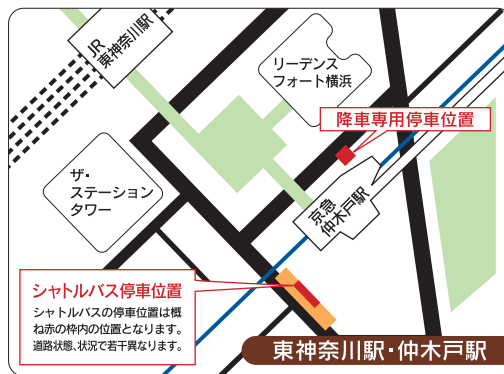 JR
東神奈川駅
リーデンス
フォート横浜
降車専用停車位置
ザ・
ステーション
タワー
京急
仲木戸駅
シャトルバス停車位置
シャトルバスの停車位置は概
ね赤の枠内の位置となります。
道路状態、状況で若干異なります。
東神奈川駅・仲木戸駅